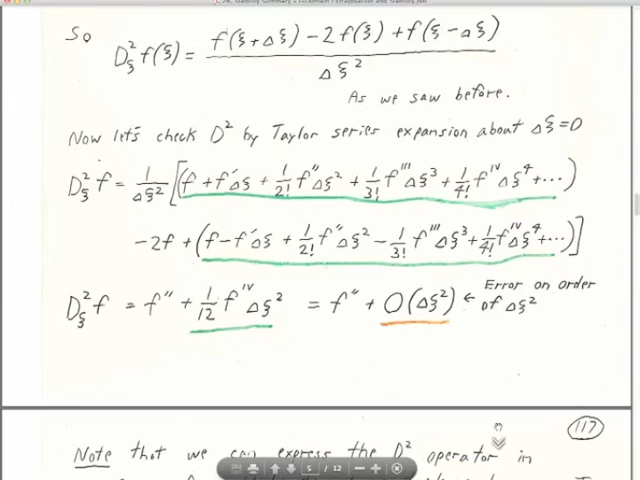 So
D²_ξ f(ξ) = f(ξ+Δξ) − 2f(ξ) + f(ξ−Δξ) / Δξ²
As we saw before.
Now let's check D² by Taylor series expansion about Δξ=0
D²_ξ f = 1/Δξ² [(f + f′Δξ + 1/2! f″Δξ² + 1/3! f‴Δξ³ + 1/4! f^IV Δξ⁴ + ...)
− 2f + (f − f′Δξ + 1/2! f″Δξ² − 1/3! f‴Δξ³ + 1/4! f^IV Δξ⁴ + ...)]
D²_ξ f = f″ + 1/12 f^IV Δξ² = f″ + O(Δξ²) ← Error on order of Δξ²
117
Note that we can express the D² operator in
5 / 12